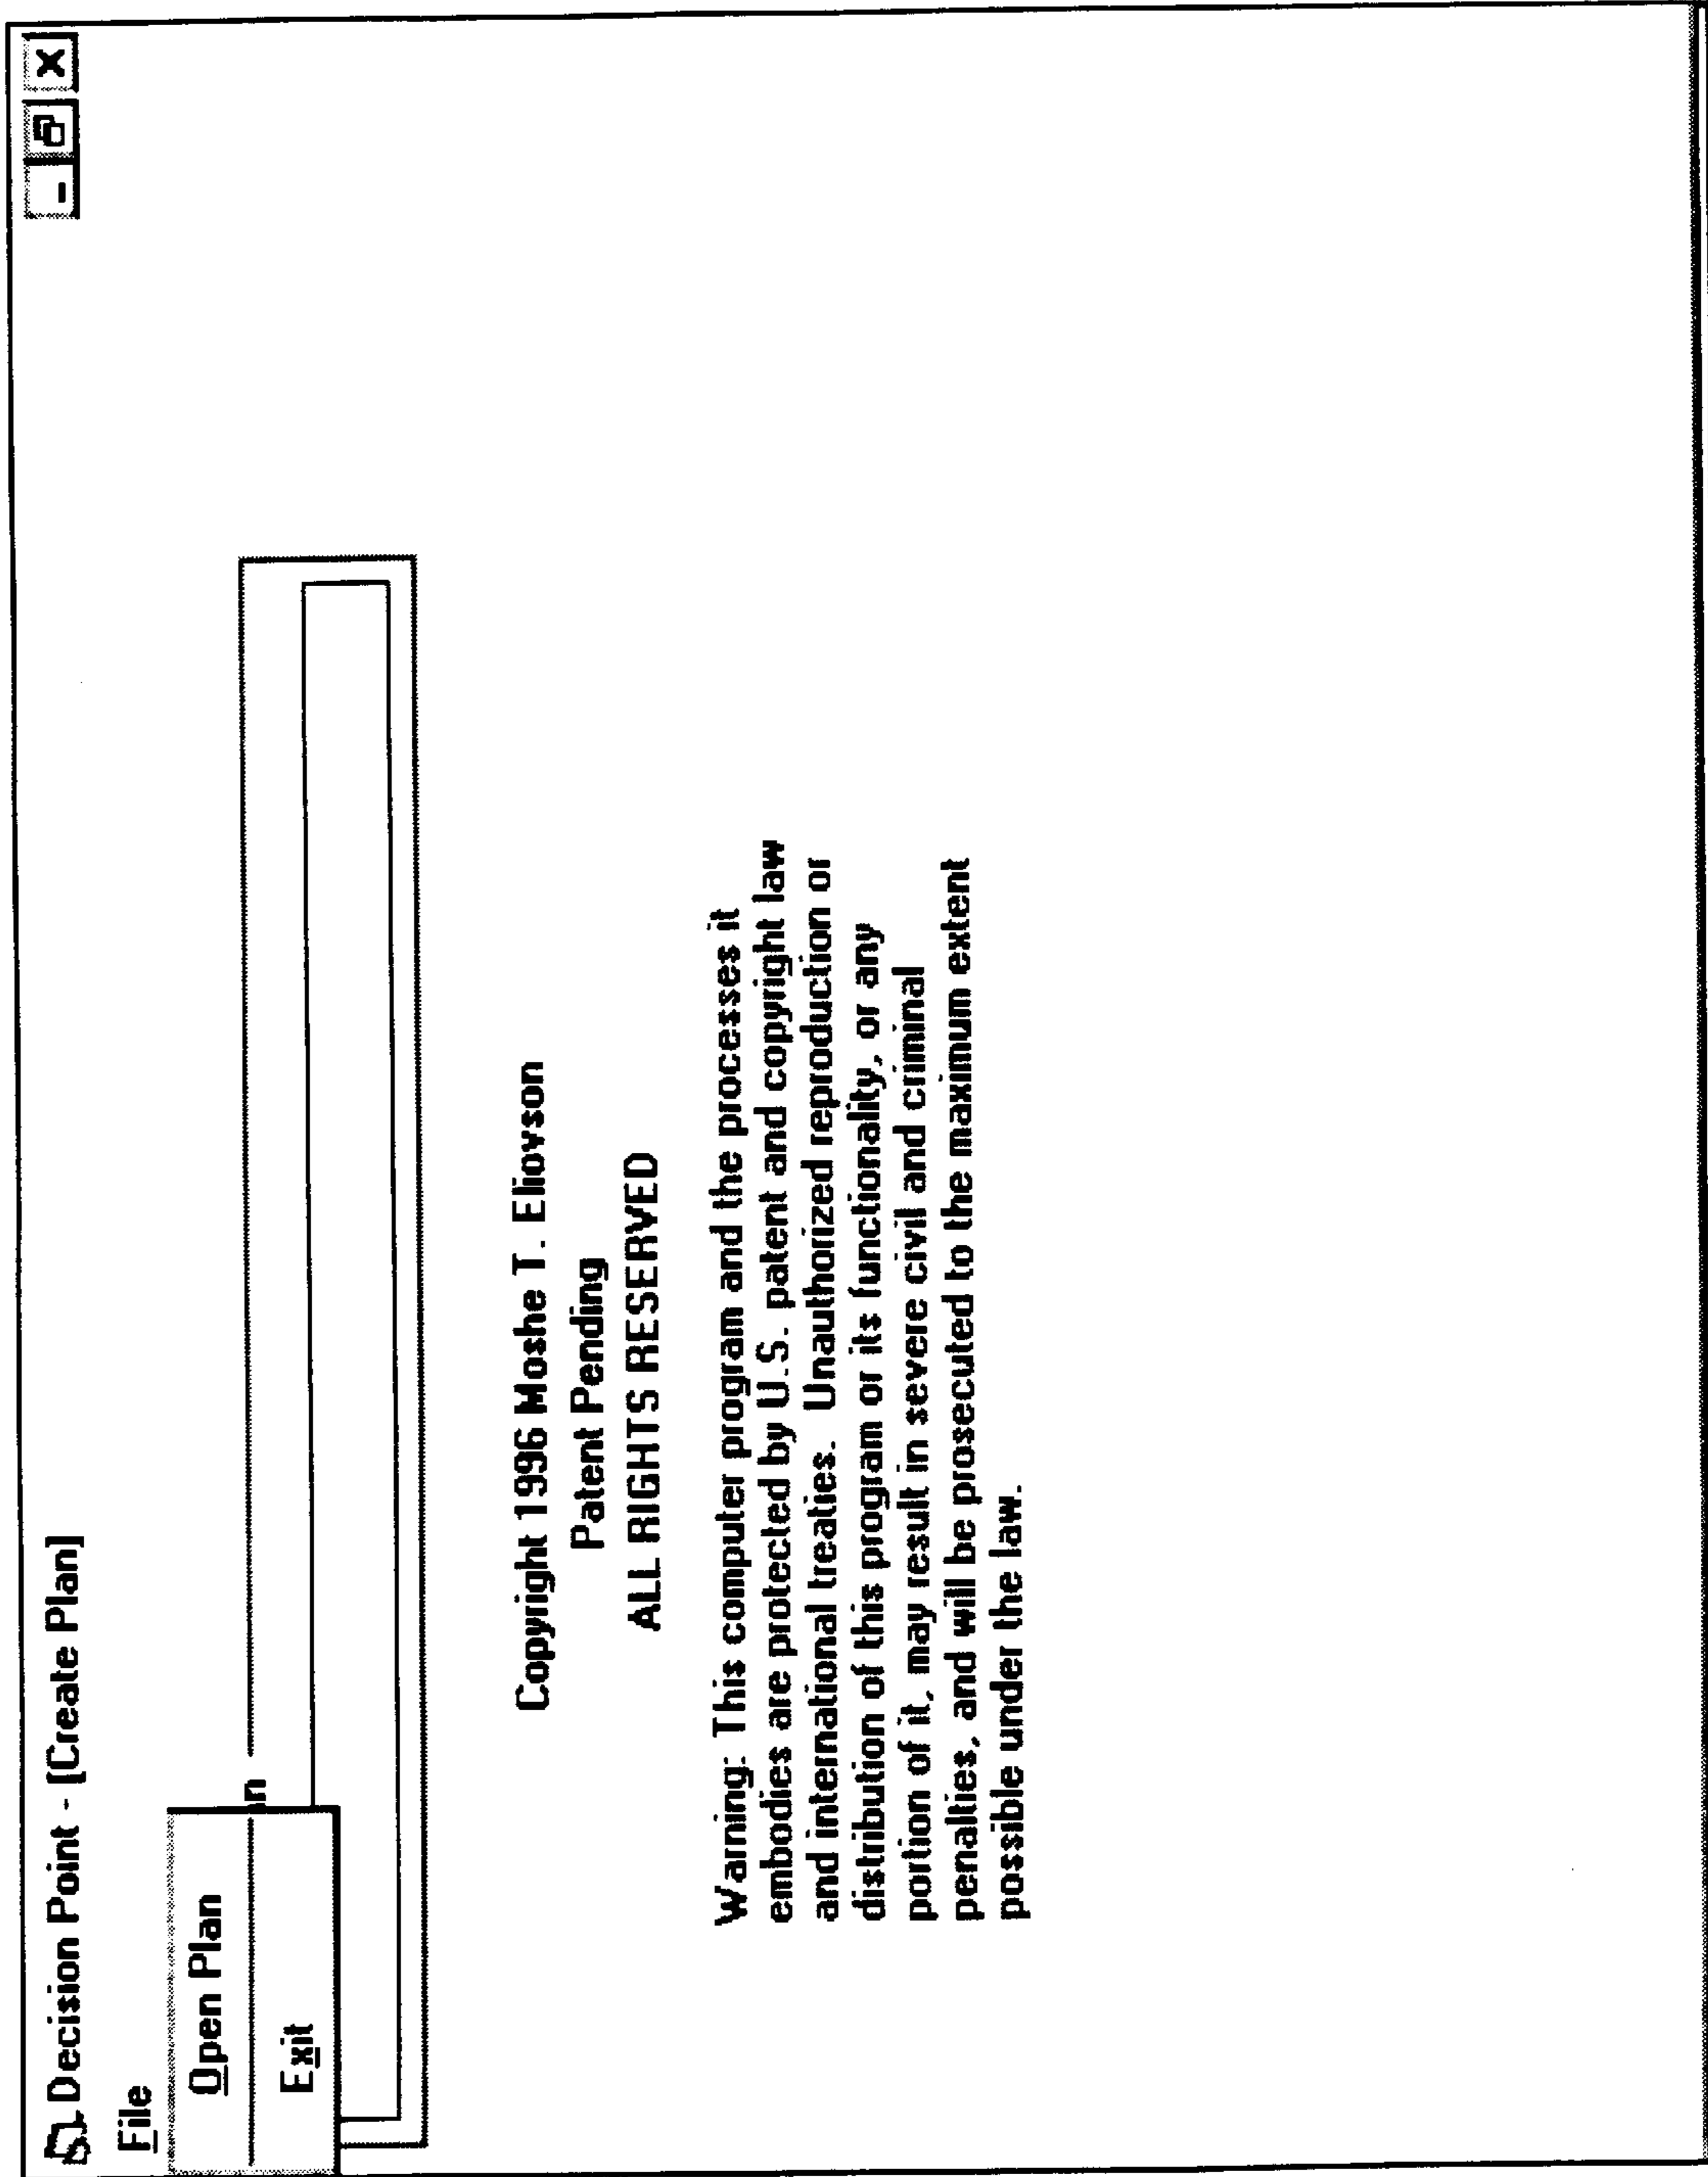 Decision Point - [Create Plan]
File
Open Plan
Exit
Copyright 1996 Moshe T. Eliovson
Patent Pending
ALL RIGHTS RESERVED
Warning: This computer program and the processes it
embodies are protected by U.S. patent and copyright law
and international treaties. Unauthorized reproduction or
distribution of this program or its functionality, or any
portion of it, may result in severe civil and criminal
penalties, and will be prosecuted to the maximum extent
possible under the law.